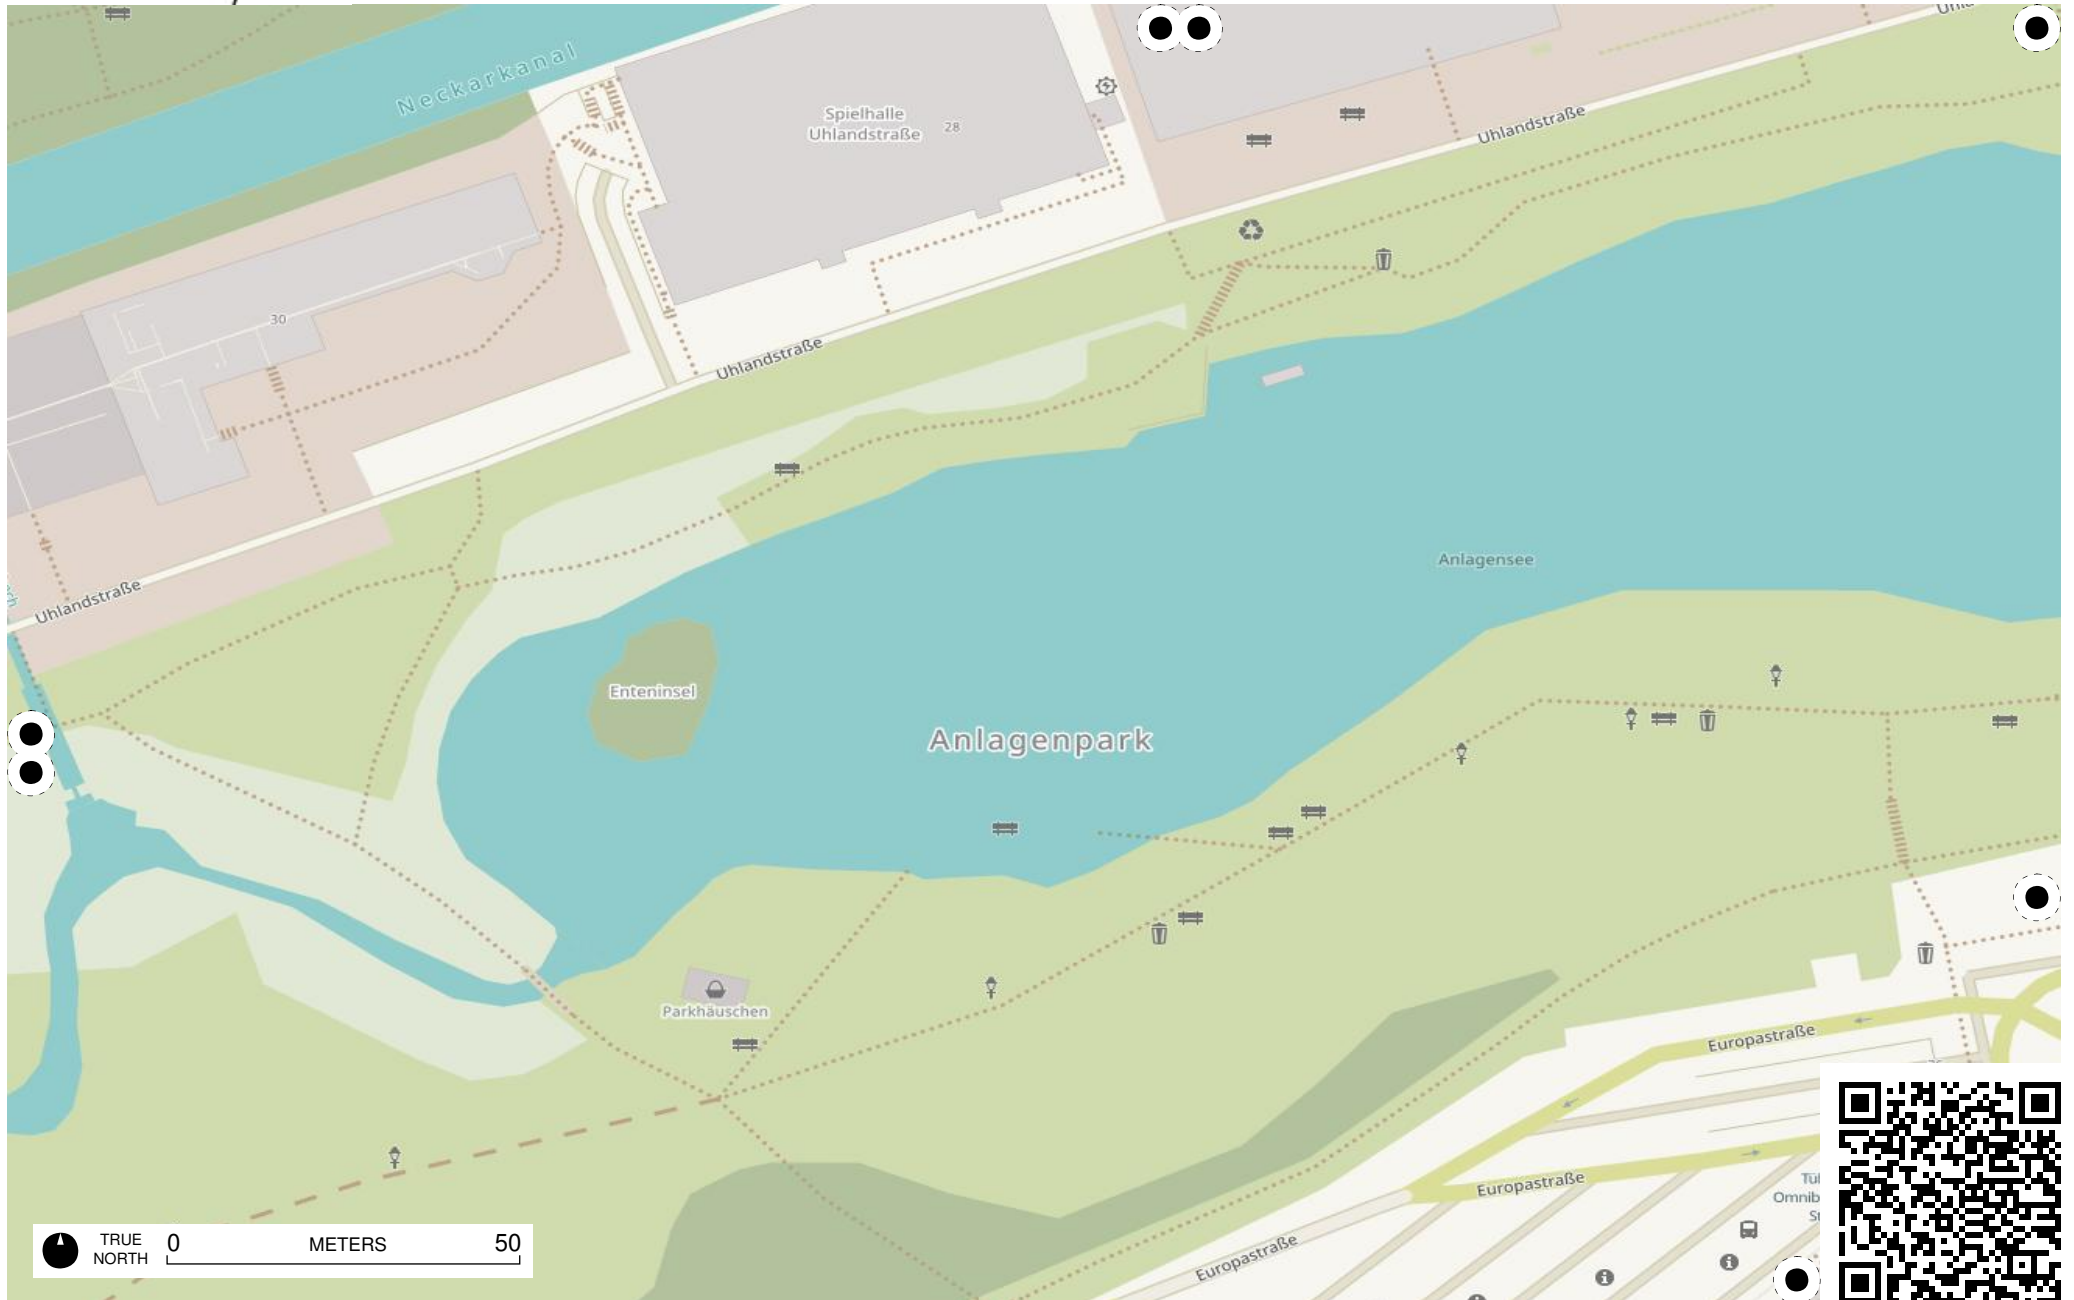 Neckarkanal
Spielhalle
Uhlandstraße
28
Uhlandstraße
30
Uhlandstraße
Anlagensee
Uhlandstraße
Enteninsel
Anlagenpark
Parkhäuschen
Europastraße
Europastraße
Europastraße
TRUE
NORTH
0 METERS 50